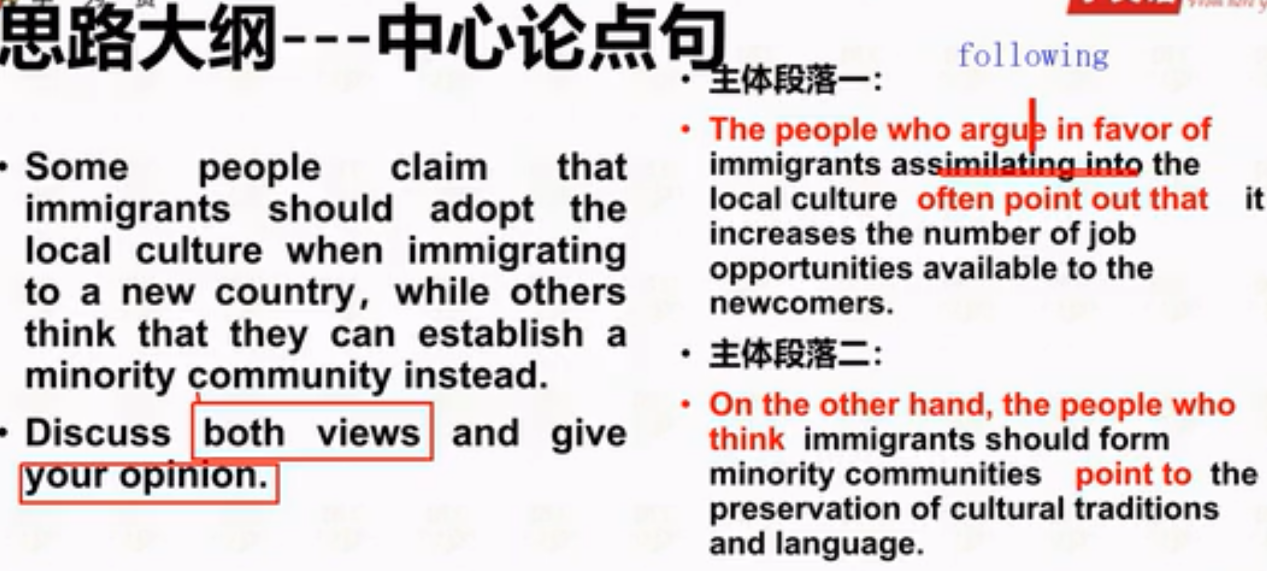 思路大纲---中心论点句
• Some people claim that
immigrants should adopt the
local culture when immigrating
to a new country, while others
think that they can establish a
minority community instead.
• Discuss both views and give
your opinion.
following
• 主体段落一：
• The people who argue in favor of
immigrants assimilating into the
local culture often point out that it
increases the number of job
opportunities available to the
newcomers.
• 主体段落二：
• On the other hand, the people who
think immigrants should form
minority communities point to the
preservation of cultural traditions
and language.